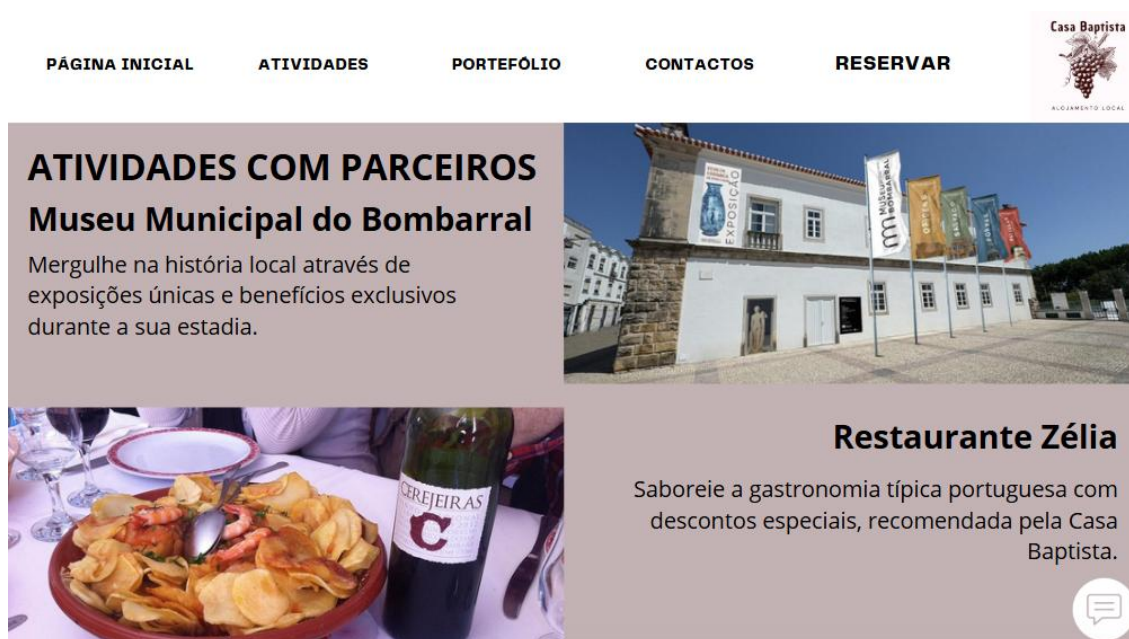 PÁGINA INICIAL
ATIVIDADES
PORTEFÓLIO
CONTACTOS
RESERVAR
Casa Baptista
ALOJAMENTO LOCAL
ATIVIDADES COM PARCEIROS
Museu Municipal do Bombarral
Mergulhe na história local através de
exposições únicas e benefícios exclusivos
durante a sua estadia.
EXPOSIÇÃO
MUSEU
BOMBARRAL
CEREJEIRAS
C
Restaurante Zélia
Saboreie a gastronomia típica portuguesa com
descontos especiais, recomendada pela Casa
Baptista.